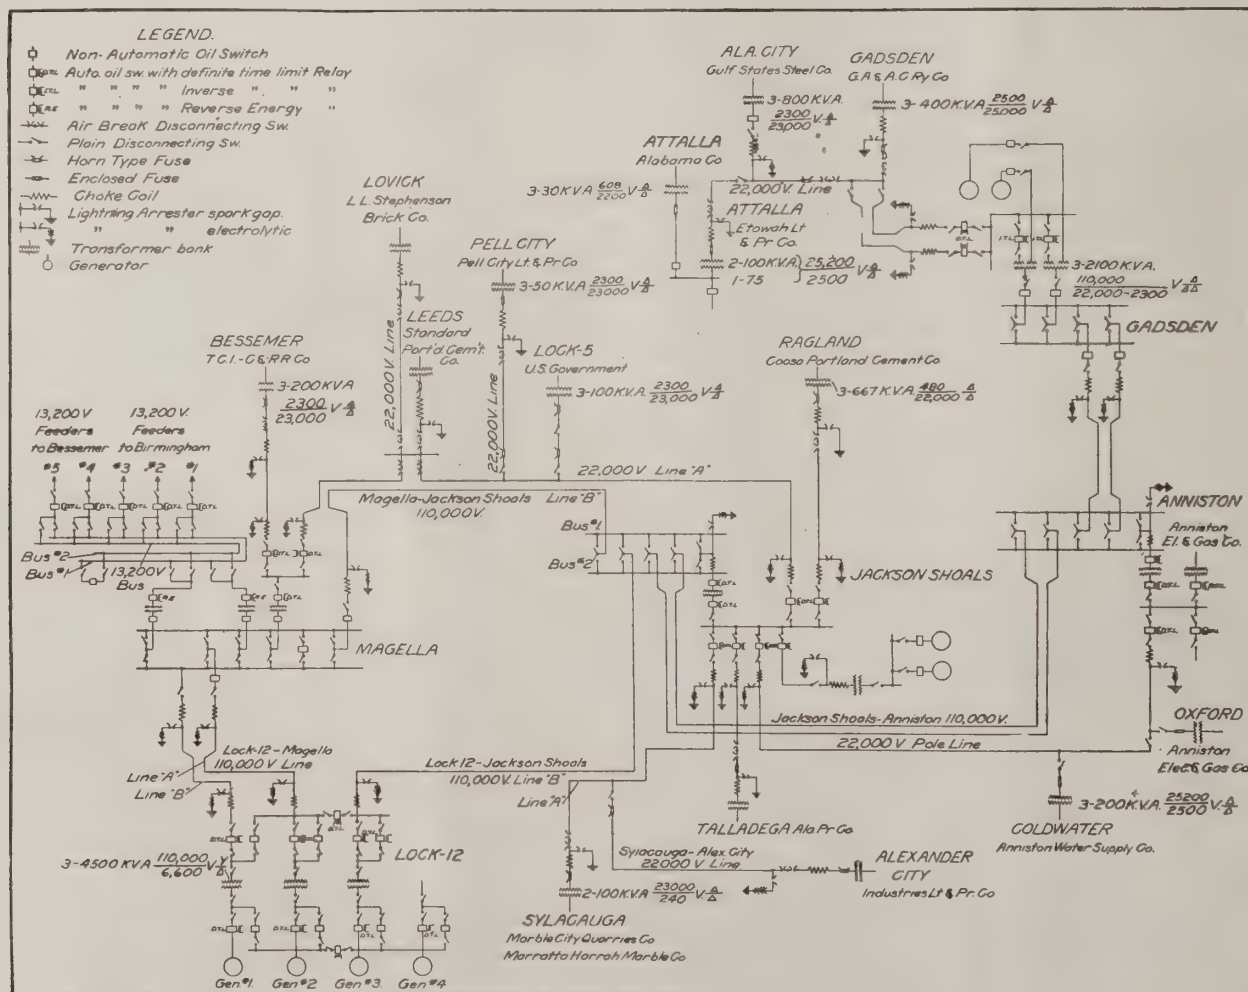 LEGEND.
Non-Automatic Oil Switch
Auto. oil sw. with definite time limit Relay
" " " " Inverse " "
" " " " Reverse Energy "
Air Break Disconnecting Sw.
Plain Disconnecting Sw.
Horn Type Fuse
Enclosed Fuse
Choke Coil
Lightning Arrester spark gap.
" " electrolytic
Transformer bank
Generator
ALA. CITY
Gulf States Steel Co.
3-800 K.V.A.
2300
23,000
GADSDEN
G.A. & A.C. Ry Co
3-400 K.V.A. 2500
25,000
ATTALLA
Alabama Co
3-30 KVA 608
2200
22,000 V. Line
ATTALLA
Etowah Lt
& Pr Co.
2-100 K.V.A.
1-75
25,200
2500
3-2100 K.V.A.
110,000
22,000-2300
GADSDEN
LOVICK
L.L. Stephenson
Brick Co.
22,000 V. Line
PELL CITY
Pell City Lt. & Pr Co
3-50 K.V.A. 2300
23000
22,000 V. Line
LEEDS
Standard
Port'd. Cem't.
Co.
LOCK-5
U.S. Government
3-100 K.V.A. 2300
23,000
RAGLAND
Coosa Portland Cement Co.
3-667 K.V.A. 480
22,000
BESSEMER
T.C.I.-C & RR Co
3-200 KVA
2300
23,000
13,200 V
Feeders
to Bessemer
#5 #4
13,200 V.
Feeders
to Birmingham
#3 #2 #1
22,000 V Line "A"
Magella-Jackson Shoals Line "B"
110,000 V.
Bus #1
Bus #2
Bus #2
Bus #1
13,200 V
Bus
MAGELLA
JACKSON SHOALS
ANNISTON
Anniston
El. & Gas Co.
Jackson Shoals-Anniston 110,000 V.
22,000 V Pole Line
OXFORD
Anniston
Elec. & Gas Co
3-200 K.V.A. 25200
2500
COLDWATER
Anniston Water Supply Co.
Lock-12-Magella
110,000 V Line
Line "A"
Line "B"
Lock 12-Jackson Shoals
110,000 V. Line "B"
Line "A"
TALLADEGA Ala Pr Co
Sylacauga-Alex. City
22000 V Line
ALEXANDER
CITY
Industries Lt & Pr. Co
2-100 K.V.A. 23000
240
SYLACAUGA
Marble City Quarries Co
Marratta Harrah Marble Co
LOCK-12
3-4500 KVA 110,000
6,600
Gen #1. Gen #2 Gen #3. Gen #4